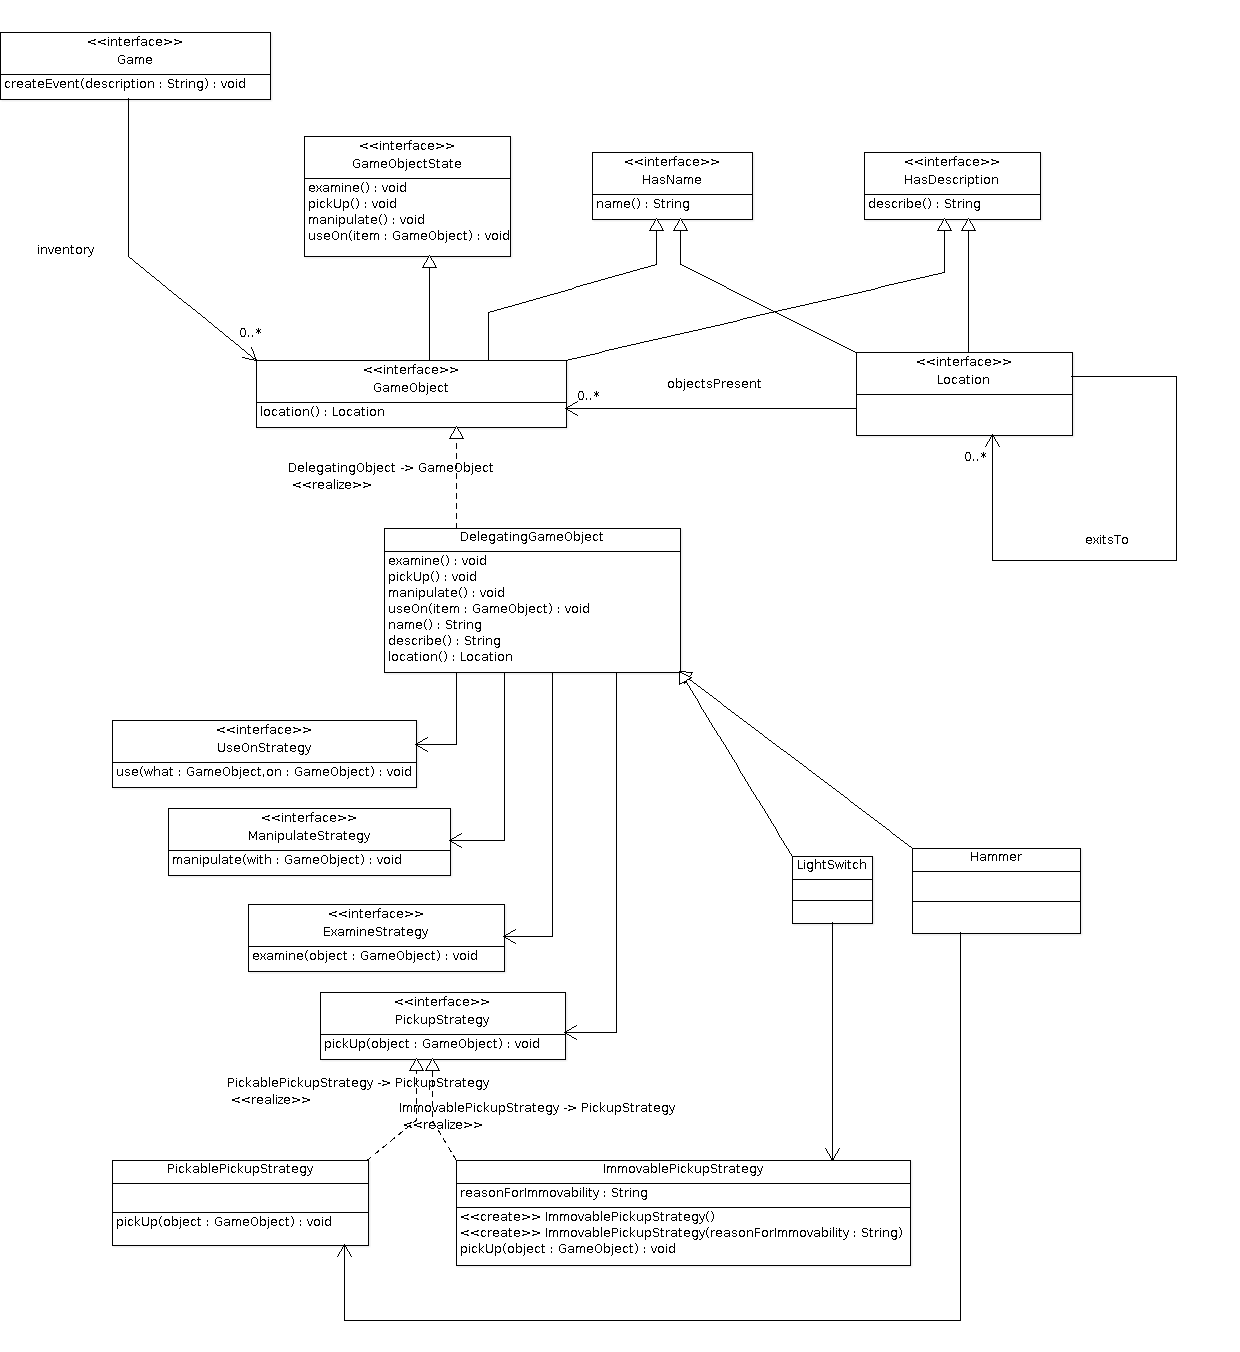 <<interface>>
Game
createEvent(description : String) : void
inventory
0..*
<<interface>>
GameObjectState
examine() : void
pickUp() : void
manipulate() : void
useOn(item : GameObject) : void
<<interface>>
HasName
name() : String
<<interface>>
HasDescription
describe() : String
<<interface>>
GameObject
location() : Location
0..*
objectsPresent
<<interface>>
Location
0..*
exitsTo
DelegatingObject -> GameObject
<<realize>>
DelegatingGameObject
examine() : void
pickUp() : void
manipulate() : void
useOn(item : GameObject) : void
name() : String
describe() : String
location() : Location
<<interface>>
UseOnStrategy
use(what : GameObject,on : GameObject) : void
<<interface>>
ManipulateStrategy
manipulate(with : GameObject) : void
<<interface>>
ExamineStrategy
examine(object : GameObject) : void
<<interface>>
PickupStrategy
pickUp(object : GameObject) : void
LightSwitch
Hammer
PickablePickupStrategy -> PickupStrategy
<<realize>>
ImmovablePickupStrategy -> PickupStrategy
<<realize>>
PickablePickupStrategy
pickUp(object : GameObject) : void
ImmovablePickupStrategy
reasonForImmovability : String
<<create>> ImmovablePickupStrategy()
<<create>> ImmovablePickupStrategy(reasonForImmovability : String)
pickUp(object : GameObject) : void